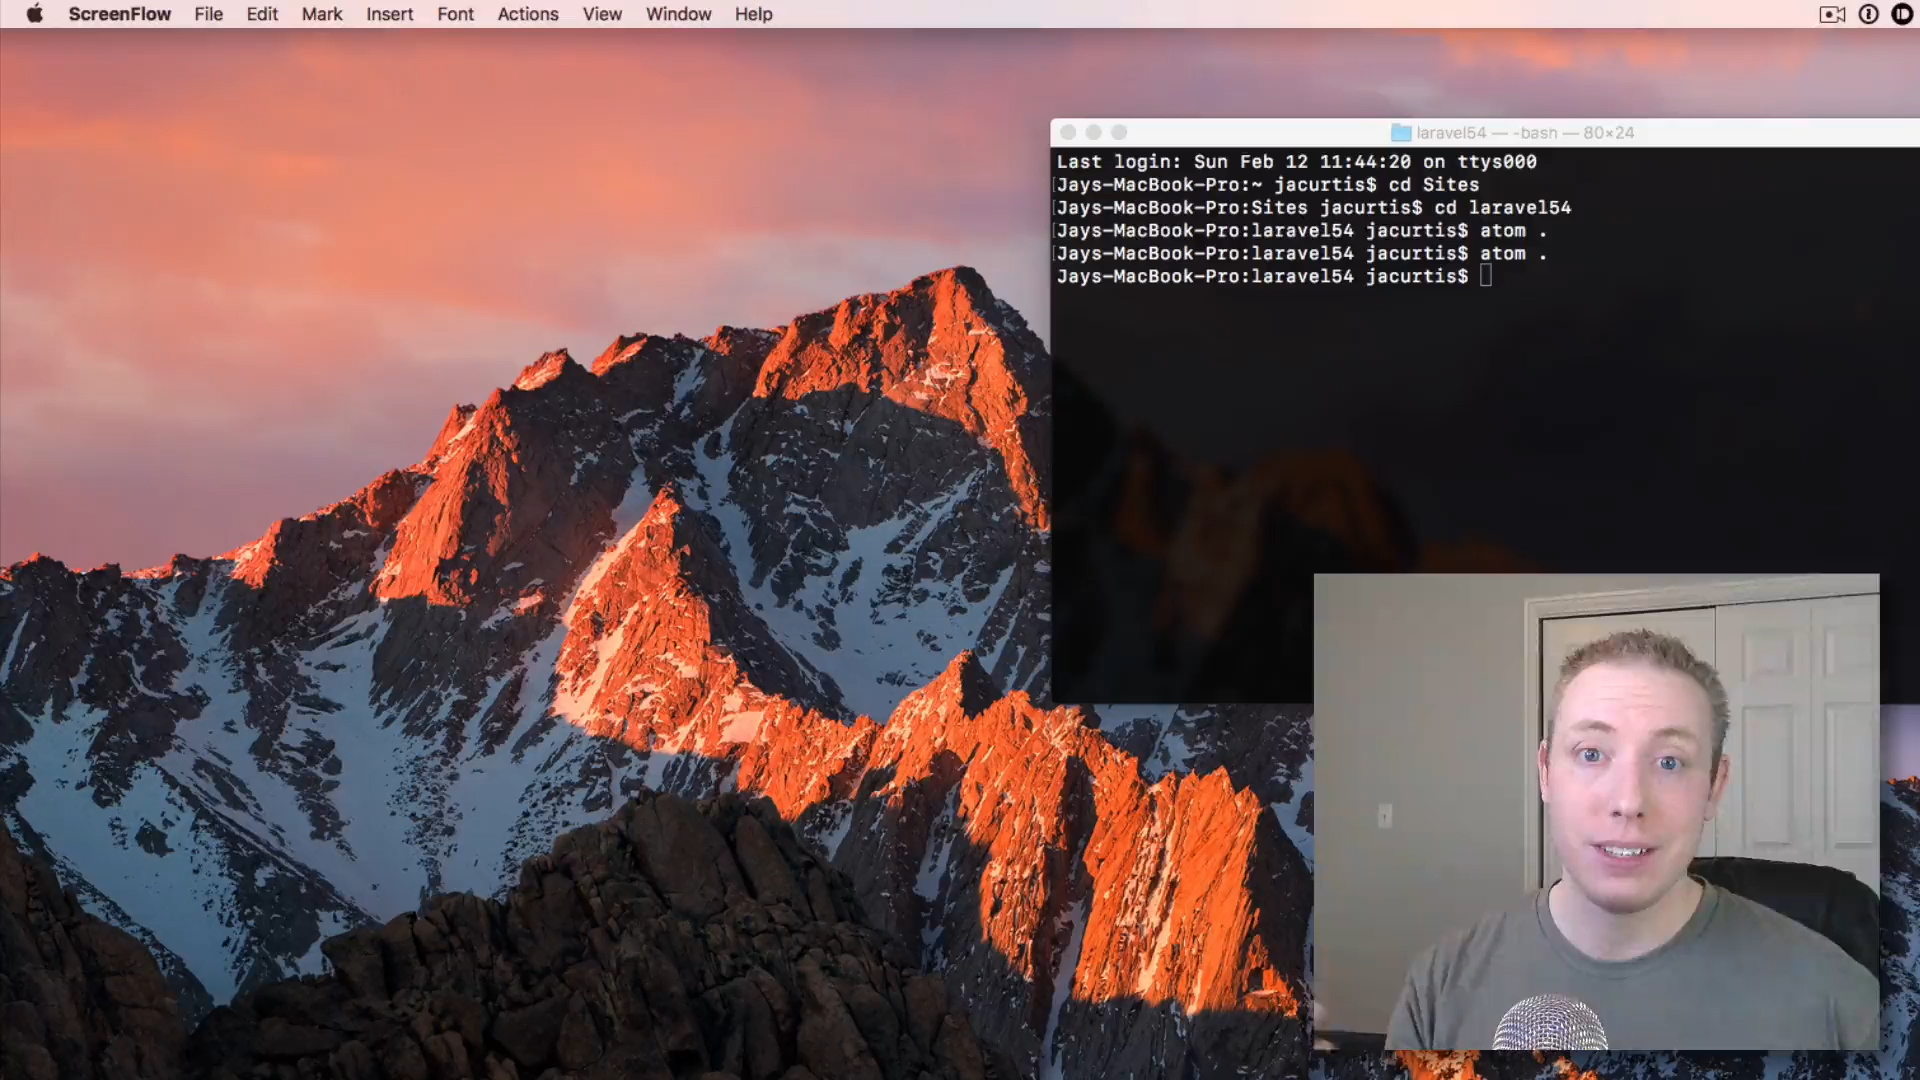 ScreenFlow File Edit Mark Insert Font Actions View Window Help
laravel54 — -bash — 80×24
Last login: Sun Feb 12 11:44:20 on ttys000
[Jays-MacBook-Pro:~ jacurtis$ cd Sites
[Jays-MacBook-Pro:Sites jacurtis$ cd laravel54
[Jays-MacBook-Pro:laravel54 jacurtis$ atom .
[Jays-MacBook-Pro:laravel54 jacurtis$ atom .
Jays-MacBook-Pro:laravel54 jacurtis$